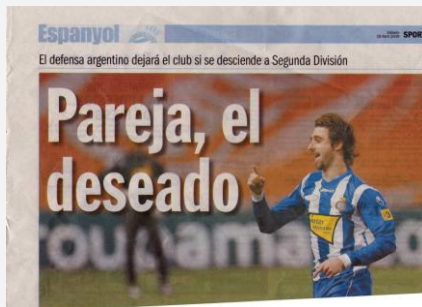 Espanyol
SPORT
El defensa argentino dejará el club si se desciende a Segunda División
Pareja, el
deseado